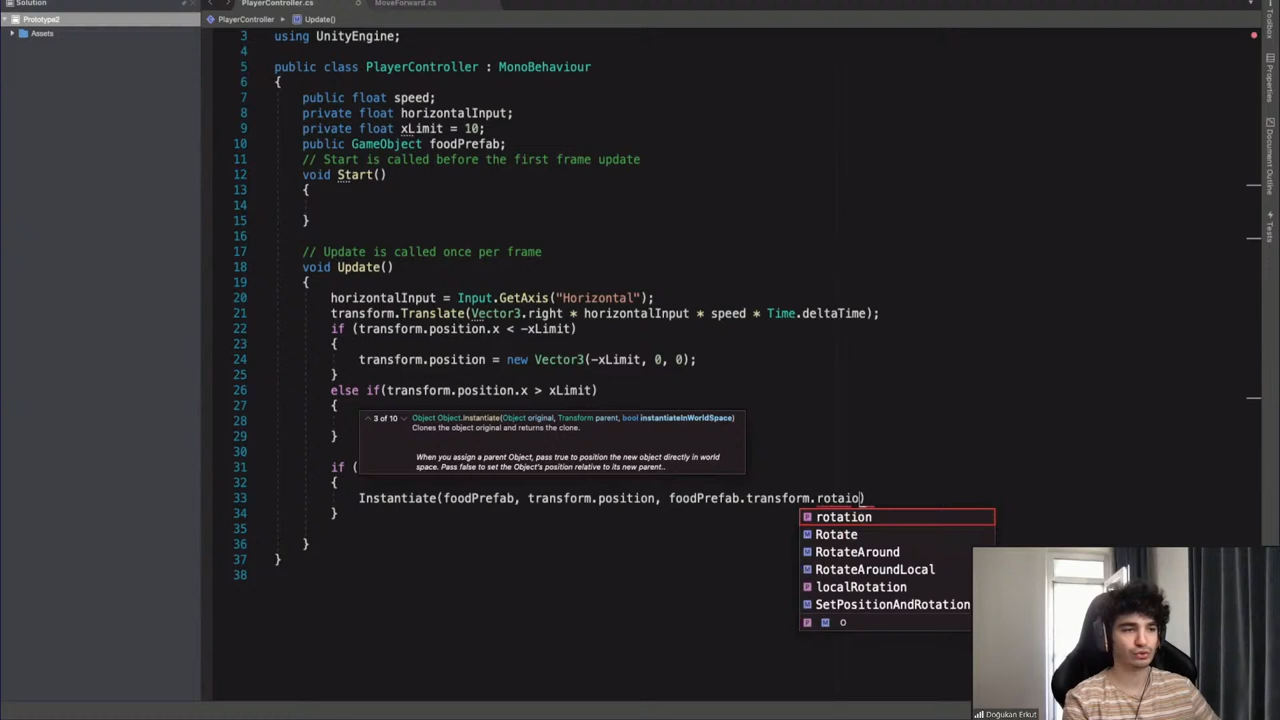 Solution
PlayerController.cs
MoveForward.cs
Prototype2
PlayerController
Update()
Assets
3 using UnityEngine;
4
5 public class PlayerController : MonoBehaviour
6 {
7 public float speed;
8 private float horizontalInput;
9 private float xLimit = 10;
10 public GameObject foodPrefab;
11 // Start is called before the first frame update
12 void Start()
13 {
14
15 }
16
17 // Update is called once per frame
18 void Update()
19 {
20 horizontalInput = Input.GetAxis("Horizontal");
21 transform.Translate(Vector3.right * horizontalInput * speed * Time.deltaTime);
22 if (transform.position.x < -xLimit)
23 {
24 transform.position = new Vector3(-xLimit, 0, 0);
25 }
26 else if(transform.position.x > xLimit)
27 {
28
29 }
30
31 if (
32 {
33 Instantiate(foodPrefab, transform.position, foodPrefab.transform.rotaio)
34 }
35
36 }
37 }
38
3 of 10 Object Object.Instantiate(Object original, Transform parent, bool instantiateInWorldSpace)
Clones the object original and returns the clone.
When you assign a parent Object, pass true to position the new object directly in world
space. Pass false to set the Object's position relative to its new parent..
rotation
Rotate
RotateAround
RotateAroundLocal
localRotation
SetPositionAndRotation
Toolbox
Properties
Document Outline
Tests
Doğukan Erkut